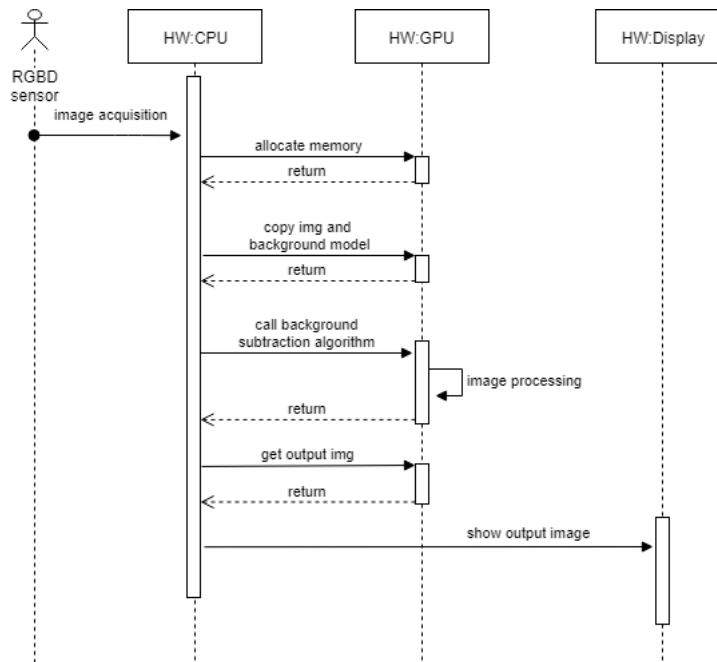 HW:CPU
HW:GPU
HW:Display
RGBD
sensor
image acquisition
allocate memory
return
copy img and
background model
return
call background
subtraction algorithm
image processing
return
get output img
return
show output image